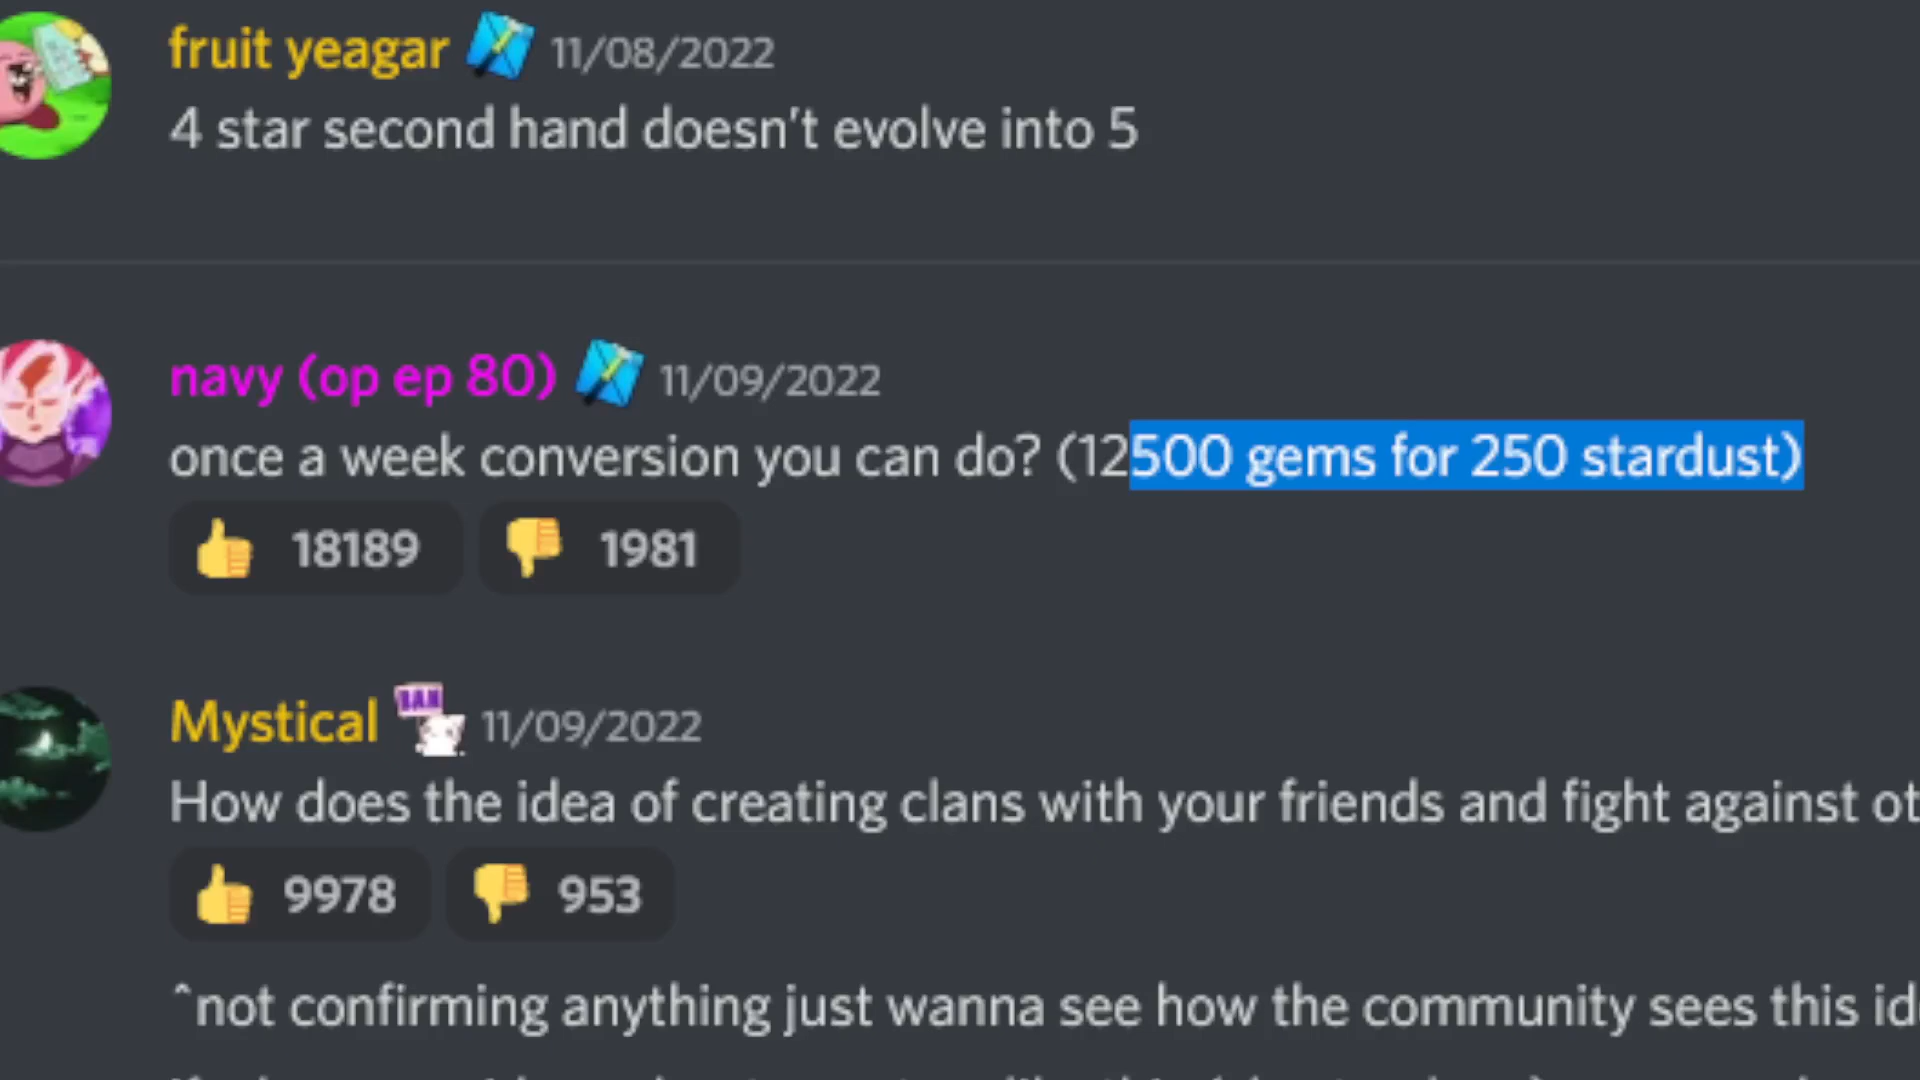 fruit yeagar 11/08/2022
4 star second hand doesn't evolve into 5
navy (op ep 80) 11/09/2022
once a week conversion you can do? (12500 gems for 250 stardust)
18189 1981
Mystical BAN 11/09/2022
How does the idea of creating clans with your friends and fight against
9978 953
^not confirming anything just wanna see how the community sees this